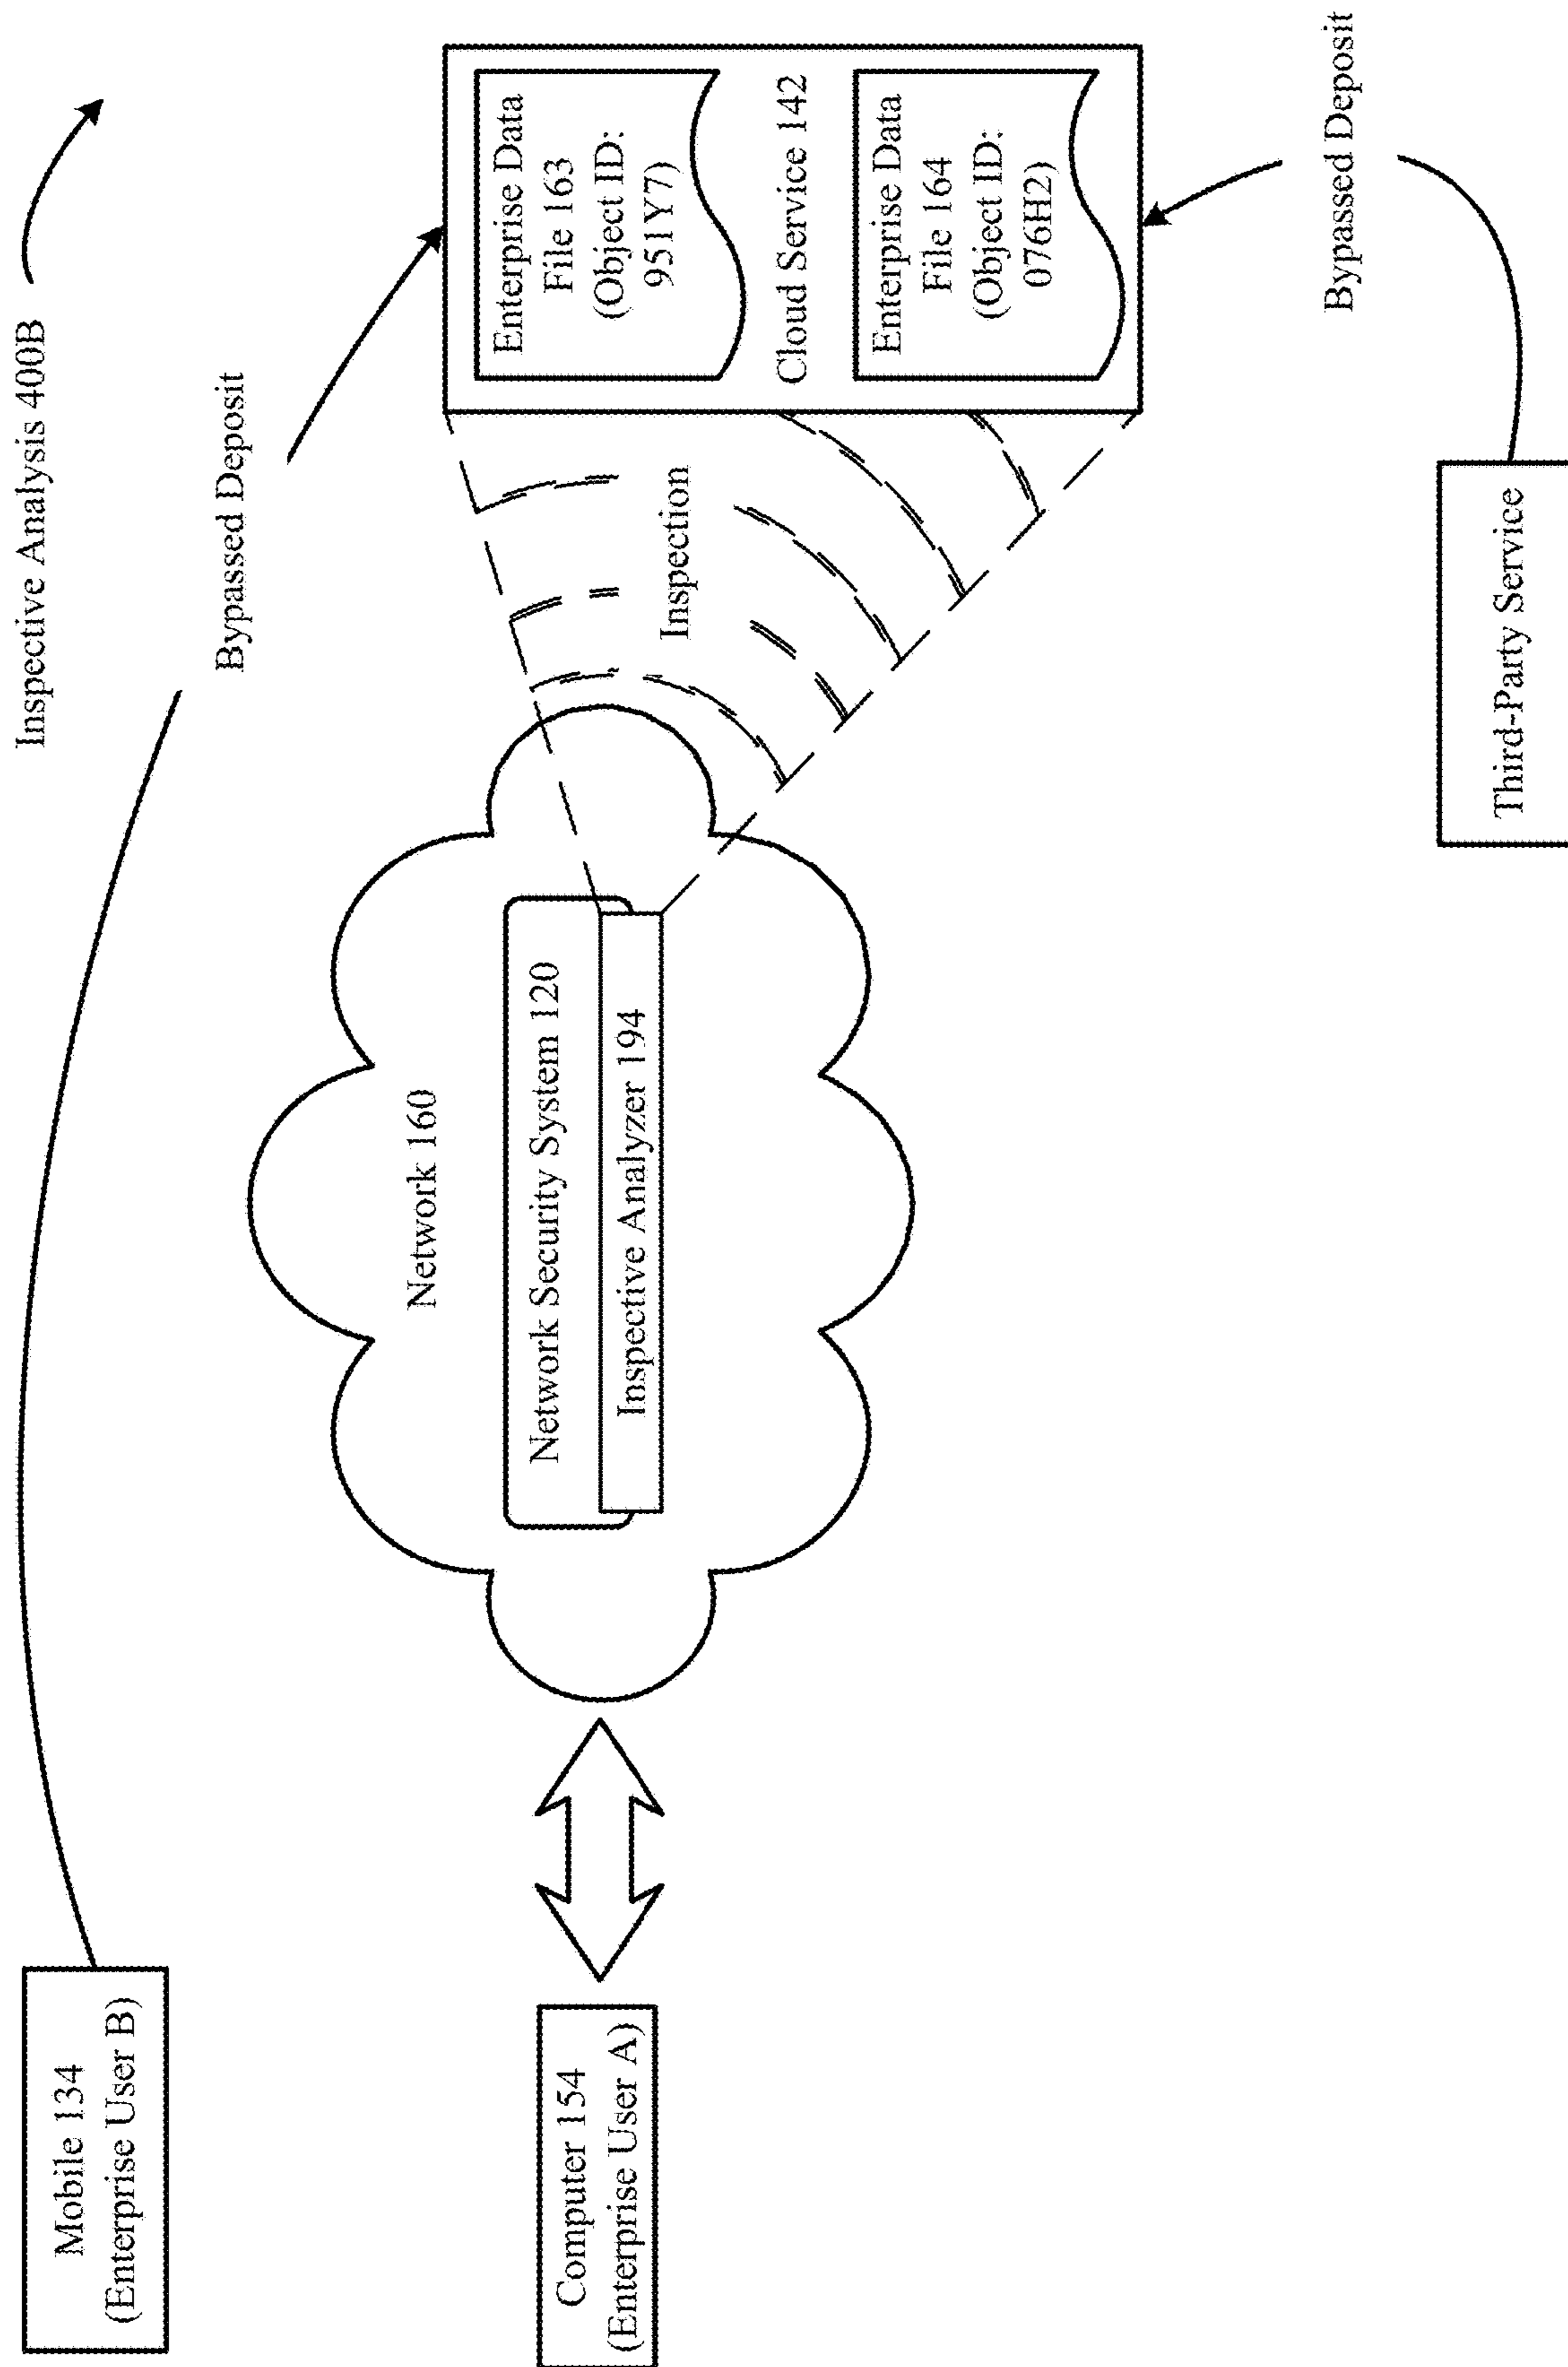 Inspective Analysis 400B
Mobile 134
(Enterprise User B)
Bypassed Deposit
Computer 154
(Enterprise User A)
Network 160
Network Security System 120
Inspective Analyzer 194
Inspection
Enterprise Data
File 163
(Object ID:
951Y7)
Cloud Service 142
Enterprise Data
File 164
(Object ID:
076H2)
Bypassed Deposit
Third-Party Service